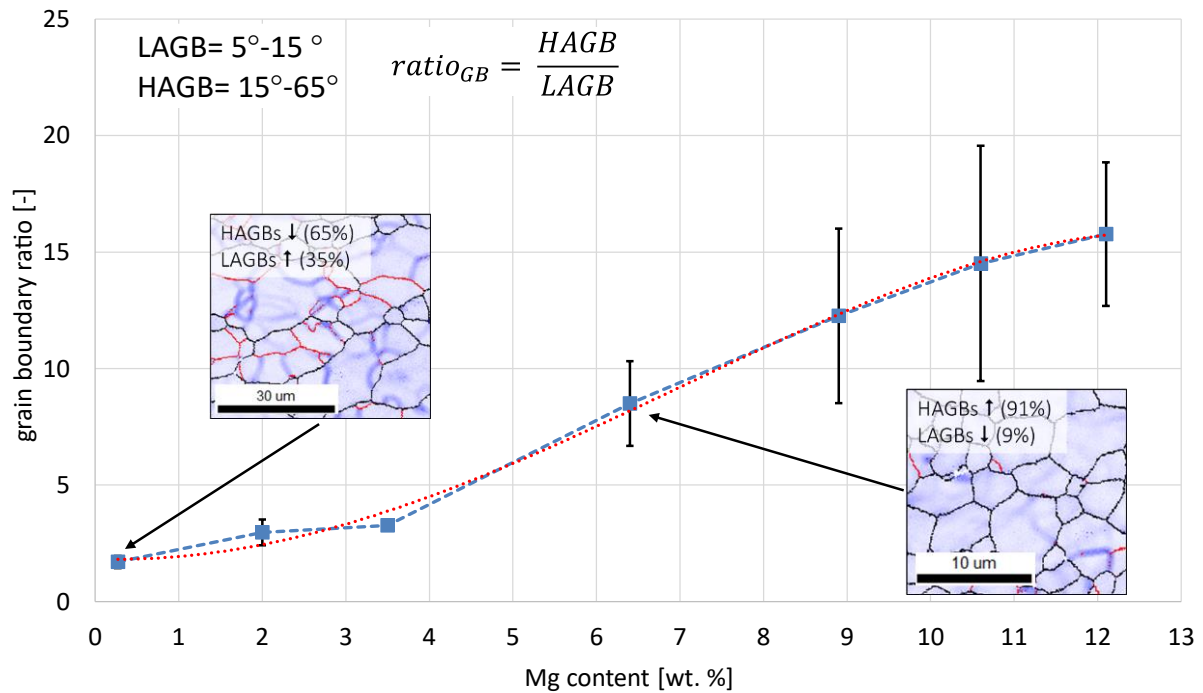 LAGB= 5°-15 °
HAGB= 15°-65°
ratio_GB = HAGB / LAGB
25
20
15
10
5
0
grain boundary ratio [-]
HAGBs ↓ (65%)
LAGBs ↑ (35%)
30 um
HAGBs ↑ (91%)
LAGBs ↓ (9%)
10 um
0 1 2 3 4 5 6 7 8 9 10 11 12 13
Mg content [wt. %]